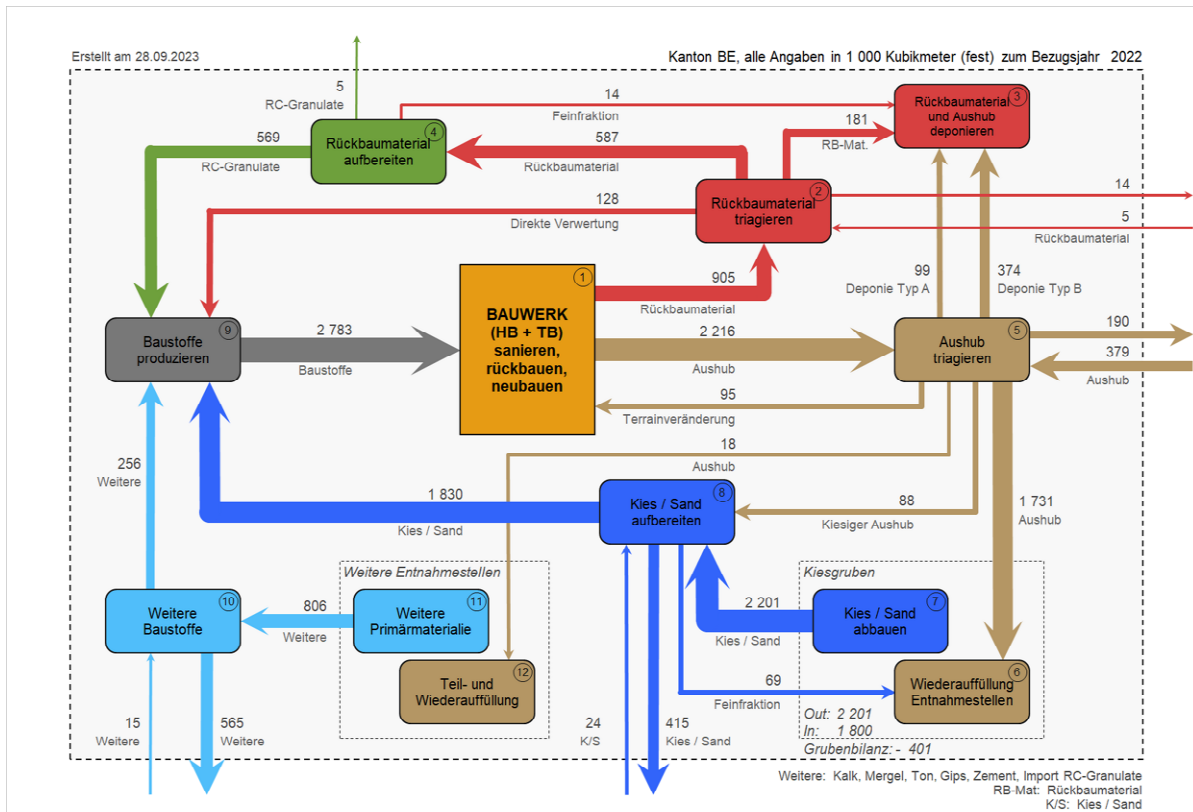 Erstellt am 28.09.2023
Kanton BE, alle Angaben in 1 000 Kubikmeter (fest) zum Bezugsjahr 2022
5
RC-Granulate
14
Feinfraktion
3
Rückbaumaterial
und Aushub
deponieren
181
RB-Mat.
569
RC-Granulate
4
Rückbaumaterial
aufbereiten
587
Rückbaumaterial
2
Rückbaumaterial
triagieren
14
5
Rückbaumaterial
128
Direkte Verwertung
99
Deponie Typ A
374
Deponie Typ B
1
BAUWERK
(HB + TB)
sanieren,
rückbauen,
neubauen
905
Rückbaumaterial
9
Baustoffe
produzieren
2 783
Baustoffe
2 216
Aushub
5
Aushub
triagieren
190
379
Aushub
95
Terrainveränderung
18
Aushub
256
Weitere
1 830
Kies / Sand
8
Kies / Sand
aufbereiten
88
Kiesiger Aushub
1 731
Aushub
Weitere Entnahmestellen
Kiesgruben
10
Weitere
Baustoffe
806
Weitere
11
Weitere
Primärmaterialie
2 201
Kies / Sand
7
Kies / Sand
abbauen
12
Teil- und
Wiederauffüllung
69
Feinfraktion
6
Wiederauffüllung
Entnahmestellen
15
Weitere
565
Weitere
24
K/S
415
Kies / Sand
Out: 2 201
In: 1 800
Grubenbilanz: - 401
Weitere: Kalk, Mergel, Ton, Gips, Zement, Import RC-Granulate
RB-Mat: Rückbaumaterial
K/S: Kies / Sand